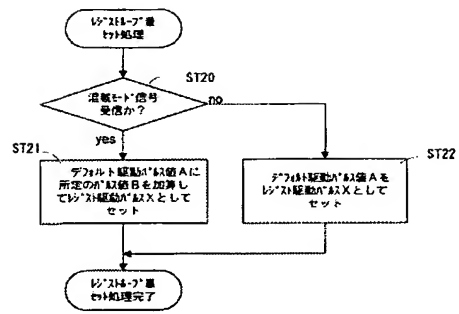 ﾚｼﾞｽﾄﾙｰﾌﾟ量
ｾｯﾄ処理
ST20
混載ﾓｰﾄﾞ信号
受信か？
no
yes
ST21
ST22
デフォルト駆動ﾊﾟﾙｽ値Ａに
所定のﾊﾟﾙｽ値Ｂを加算し
てﾚｼﾞｽﾄ駆動ﾊﾟﾙｽＸとして
セット
デフォルト駆動ﾊﾟﾙｽ値Ａを
ﾚｼﾞｽﾄ駆動ﾊﾟﾙｽＸとして
セット
ﾚｼﾞｽﾄﾙｰﾌﾟ量
ｾｯﾄ処理完了